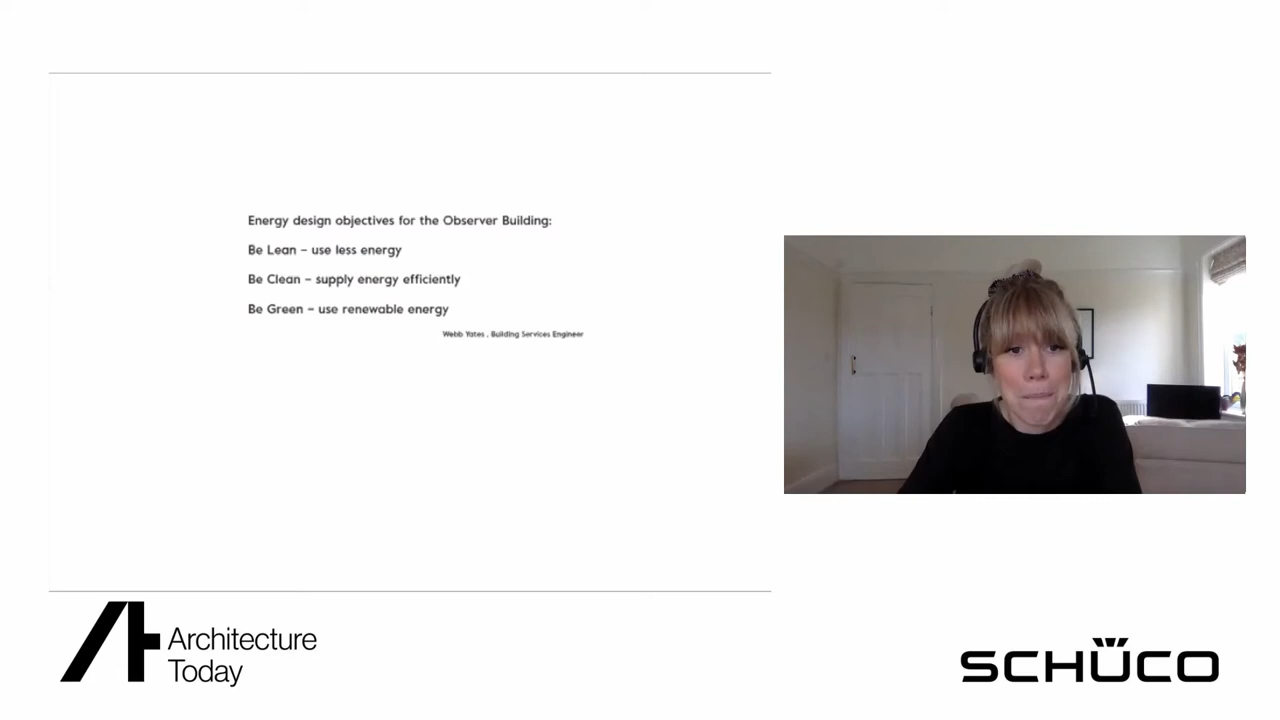 Energy design objectives for the Observer Building:
Be Lean – use less energy
Be Clean – supply energy efficiently
Be Green – use renewable energy
Webb Yates , Building Services Engineer
Architecture
Today
SCHÜCO